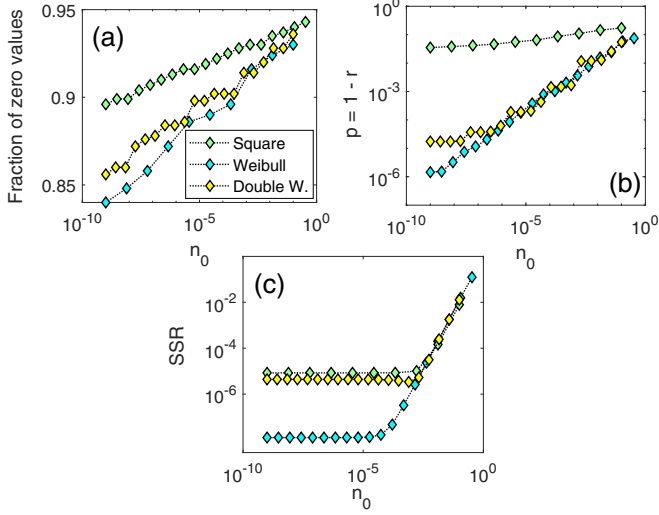 (a)
Fraction of zero values
0.95
0.9
0.85
10^-10
10^-5
10^0
n_0
Square
Weibull
Double W.
(b)
p = 1 - r
10^0
10^-3
10^-6
10^-10
10^-5
10^0
n_0
(c)
SSR
10^-2
10^-4
10^-6
10^-10
10^-5
10^0
n_0